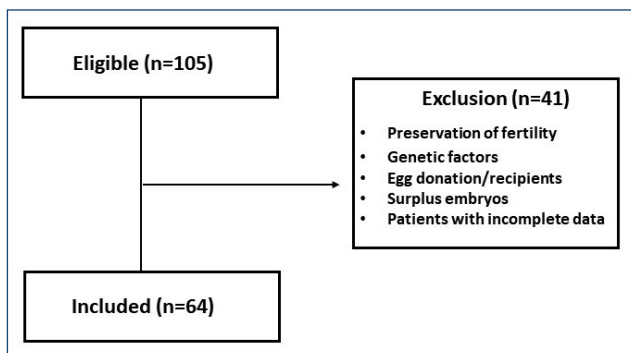 Eligible (n=105)
Exclusion (n=41)
• Preservation of fertility
• Genetic factors
• Egg donation/recipients
• Surplus embryos
• Patients with incomplete data
Included (n=64)